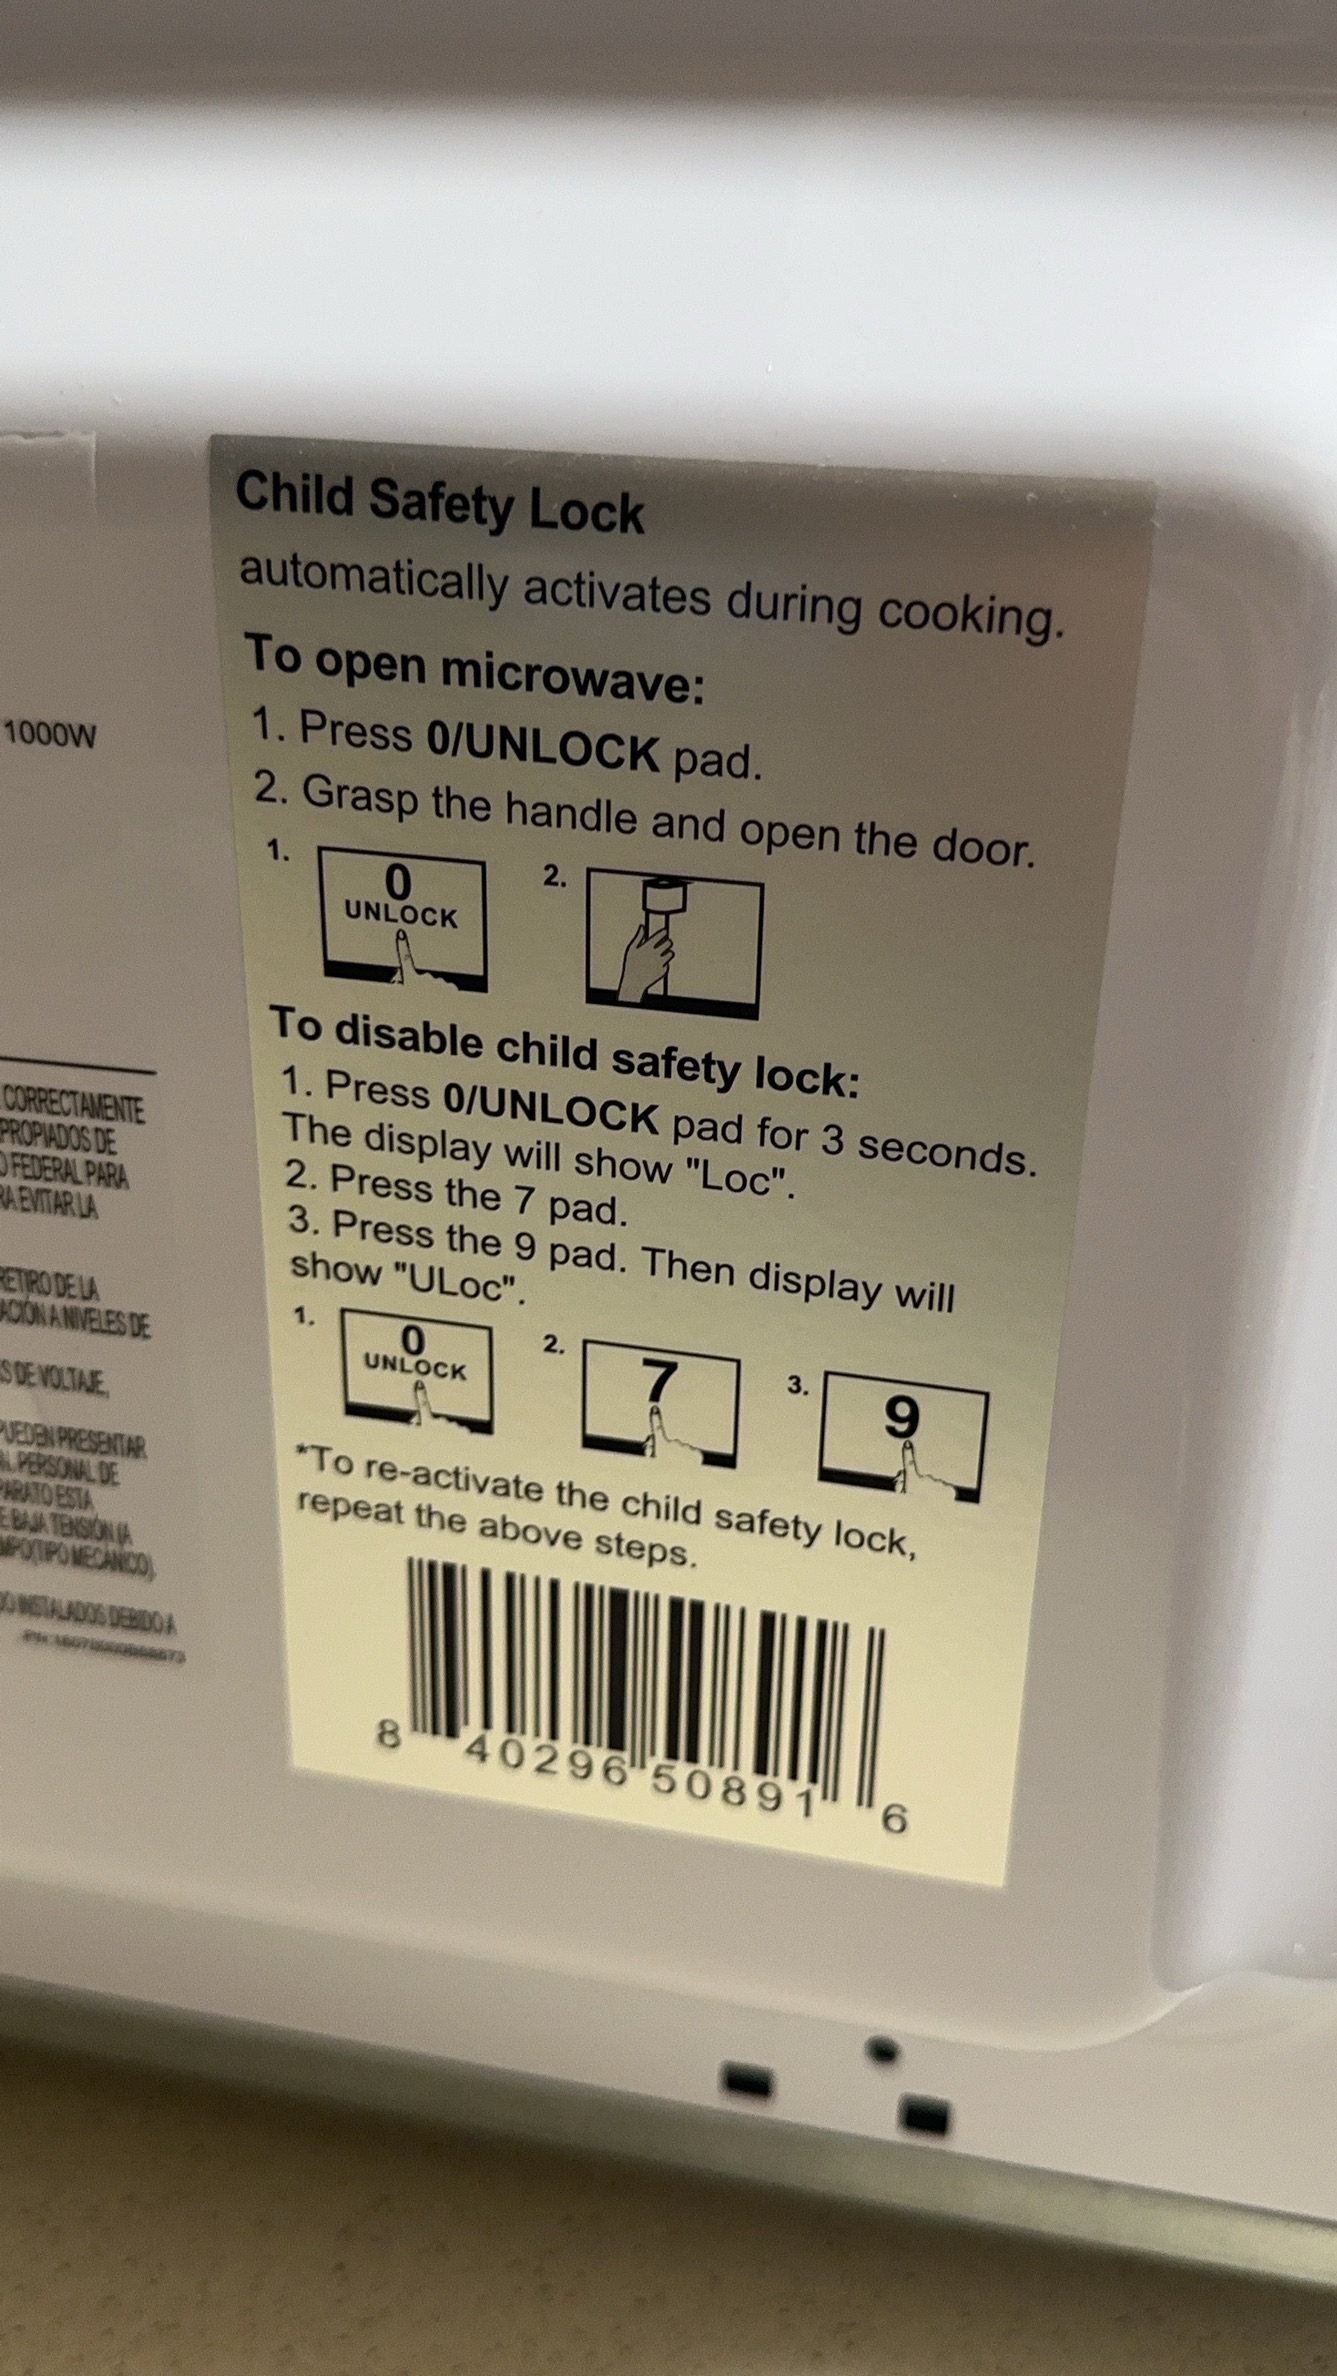 1000W
CORRECTAMENTE
PROPIADOS DE
O FEDERAL PARA
RA EVITAR LA
RETIRO DE LA
ACIÓN A NIVELES DE
S DE VOLTAJE,
PUEDEN PRESENTAR
N. PERSONAL DE
PARATO ESTA
E BAJA TENSIÓN (A
MPO(TIPO MECÁNICO).
DO INSTALADOS DEBIDO A
Child Safety Lock
automatically activates during cooking.
To open microwave:
1. Press 0/UNLOCK pad.
2. Grasp the handle and open the door.
1. 0 2.
UNLOCK
To disable child safety lock:
1. Press 0/UNLOCK pad for 3 seconds.
The display will show "Loc".
2. Press the 7 pad.
3. Press the 9 pad. Then display will
show "ULoc".
1. 0 2. 7 3. 9
UNLOCK
*To re-activate the child safety lock,
repeat the above steps.
8 40296 50891 6